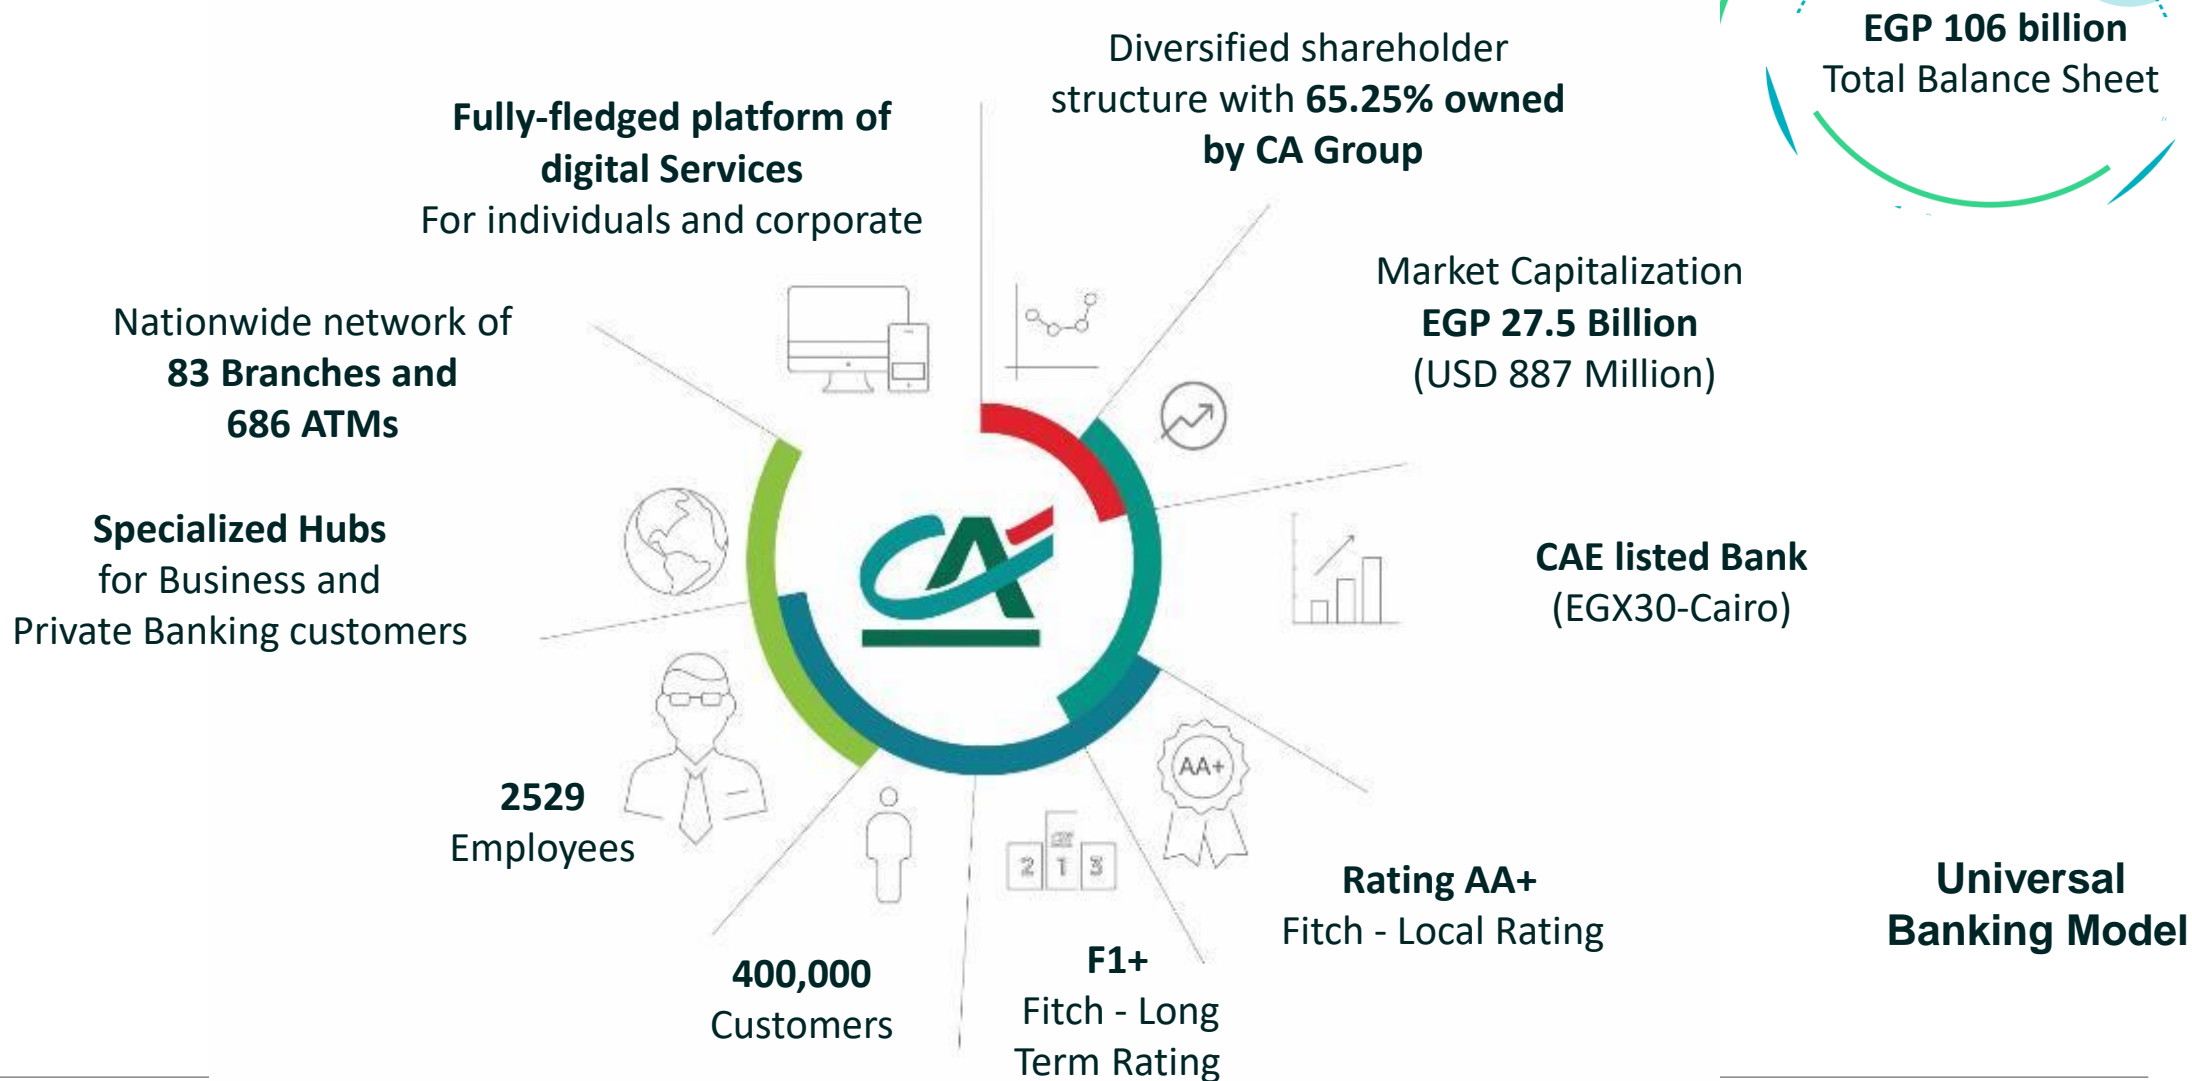 EGP 106 billion
Total Balance Sheet
Diversified shareholder
structure with 65.25% owned
by CA Group
Fully-fledged platform of
digital Services
For individuals and corporate
Market Capitalization
EGP 27.5 Billion
(USD 887 Million)
Nationwide network of
83 Branches and
686 ATMs
CAE listed Bank
(EGX30-Cairo)
Specialized Hubs
for Business and
Private Banking customers
AA+
2529
Employees
2 1 3
Rating AA+
Fitch - Local Rating
Universal
Banking Model
400,000
Customers
F1+
Fitch - Long
Term Rating